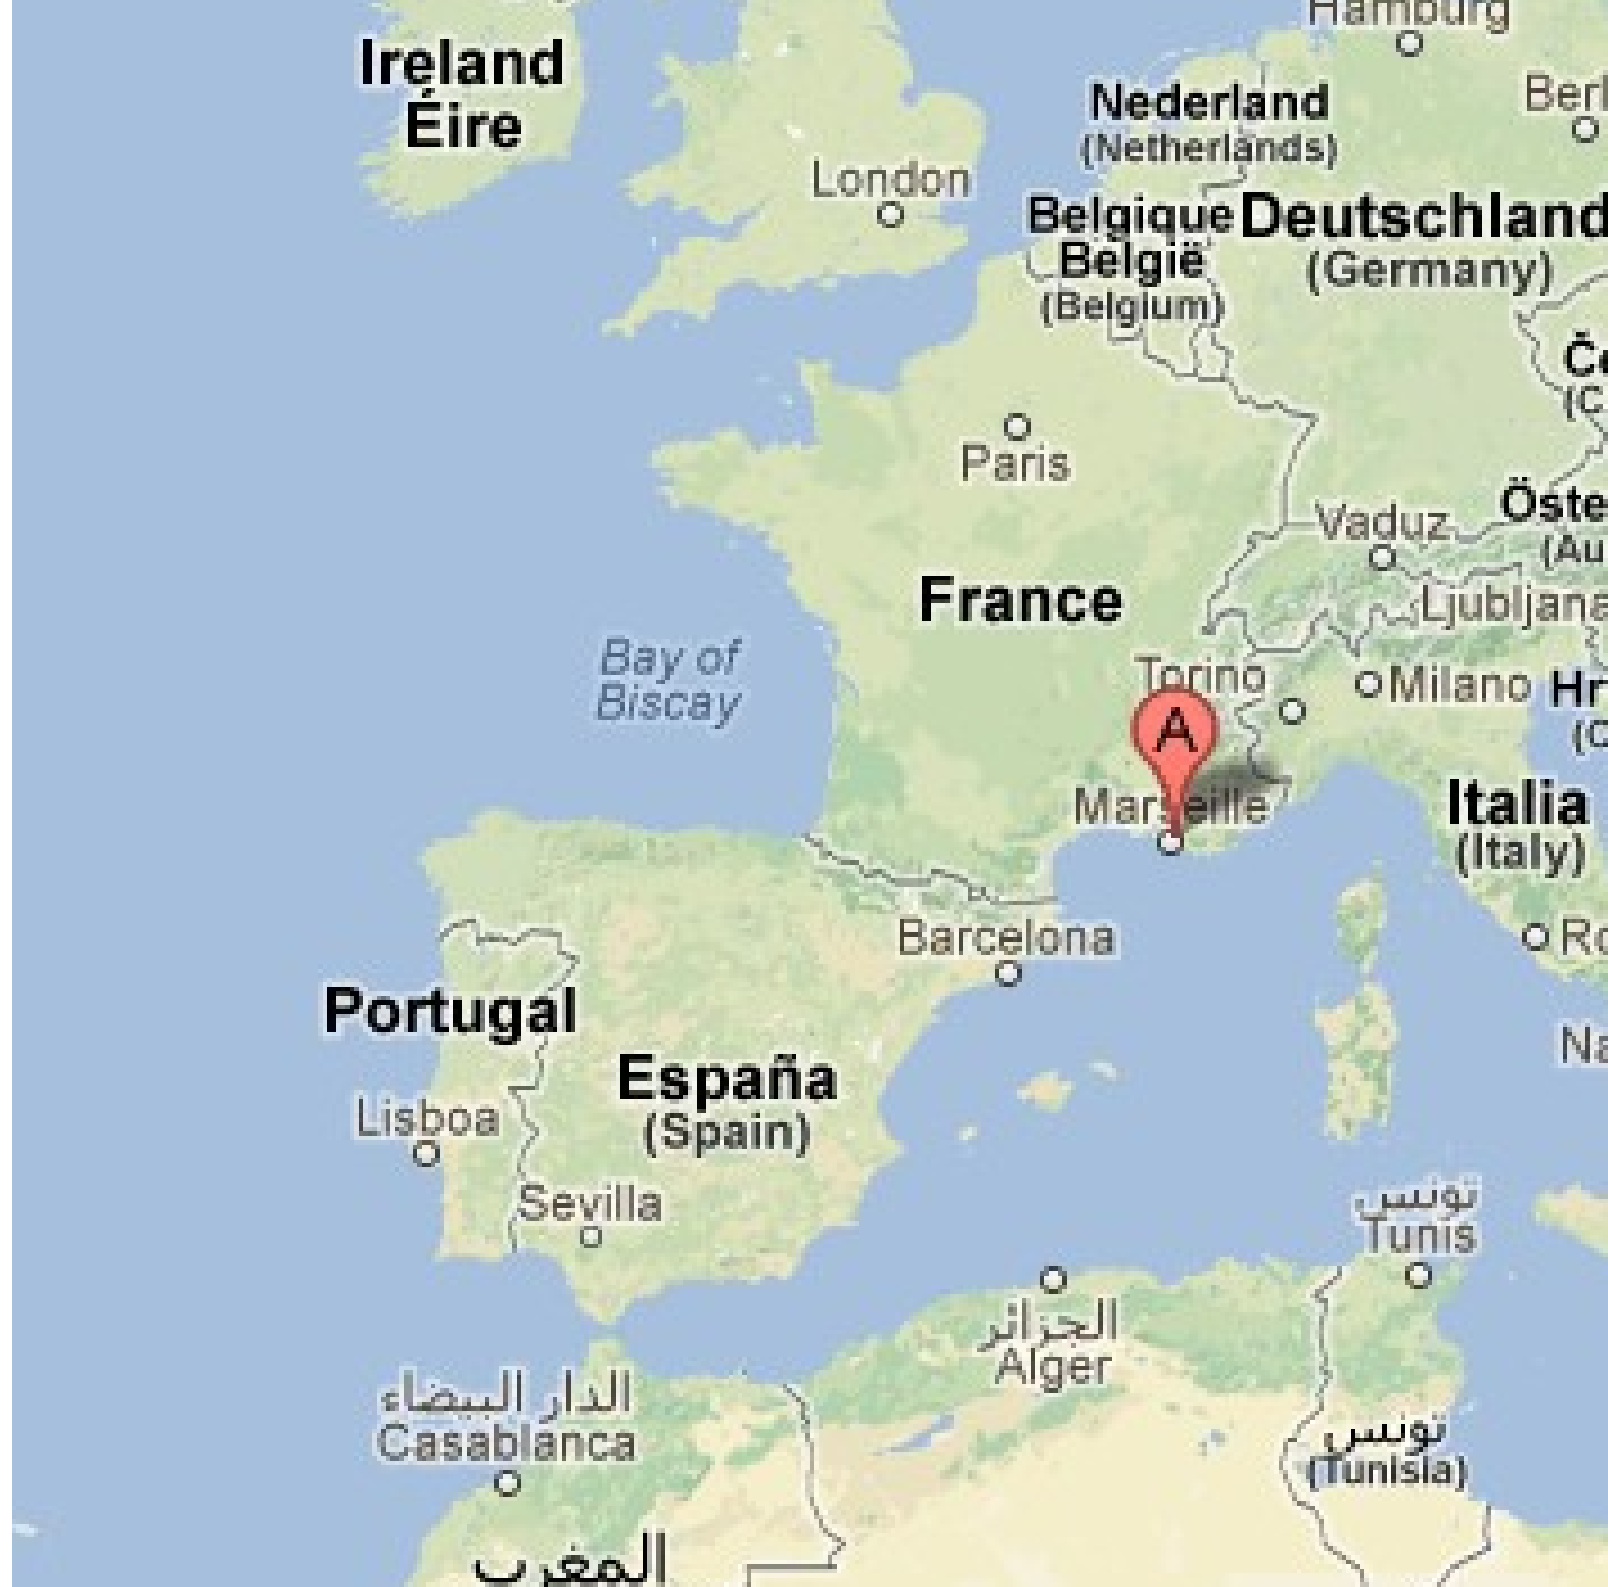 Hamburg
Ireland
Éire
Nederland
(Netherlands)
London
Belgique
België
(Belgium)
Deutschland
(Germany)
Paris
Vaduz
France
Ljubljana
Bay of
Biscay
Torino
Milano
A
Marseille
Italia
(Italy)
Barcelona
Portugal
España
(Spain)
Lisboa
Sevilla
تونس
Tunis
الجزائر
Alger
الدار البيضاء
Casablanca
تونس
(Tunisia)
المغرب